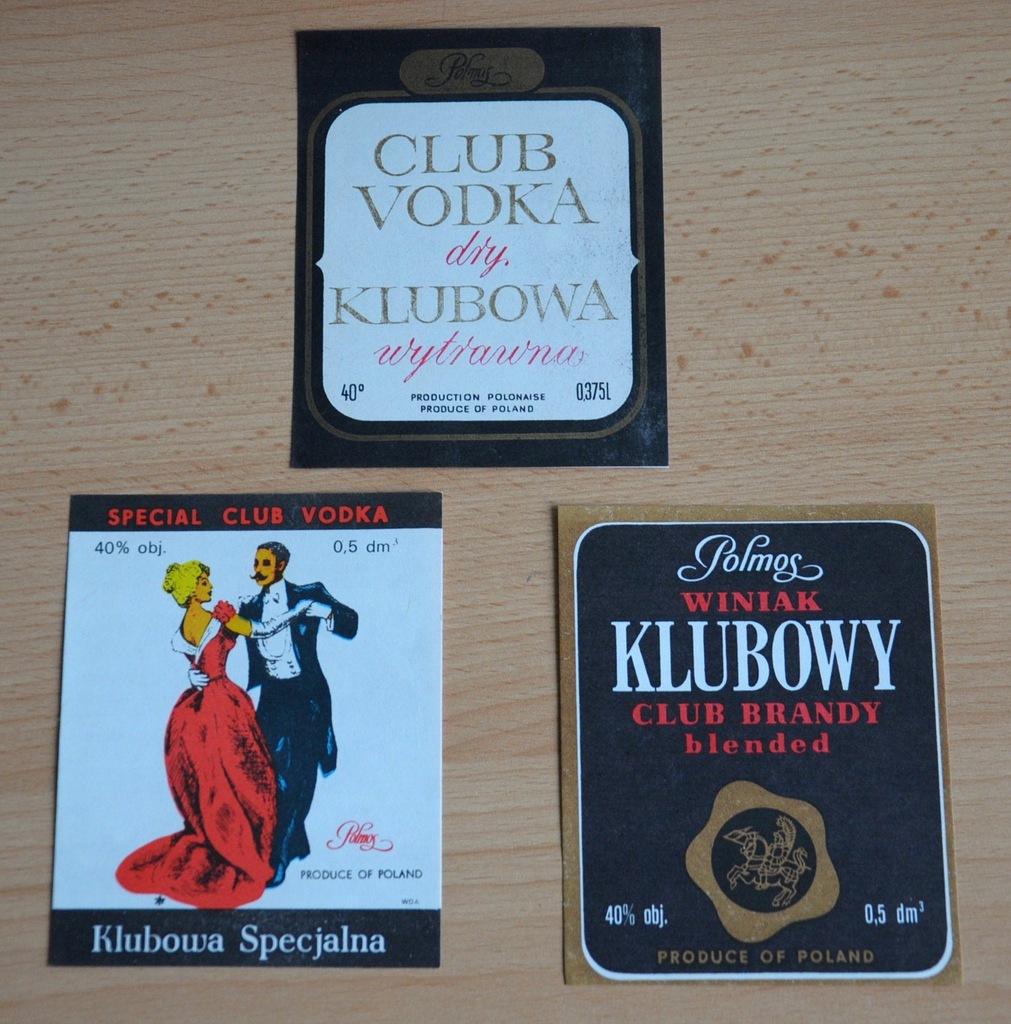 Polmos
CLUB
VODKA
dry.
KLUBOWA
wytrawna
40°
PRODUCTION POLONAISE
PRODUCE OF POLAND
0,375L
SPECIAL CLUB VODKA
40% obj.
0,5 dm³
Polmos
PRODUCE OF POLAND
WDA
Klubowa Specjalna
Polmos
WINIAK
KLUBOWY
CLUB BRANDY
blended
40% obj.
0,5 dm³
PRODUCE OF POLAND